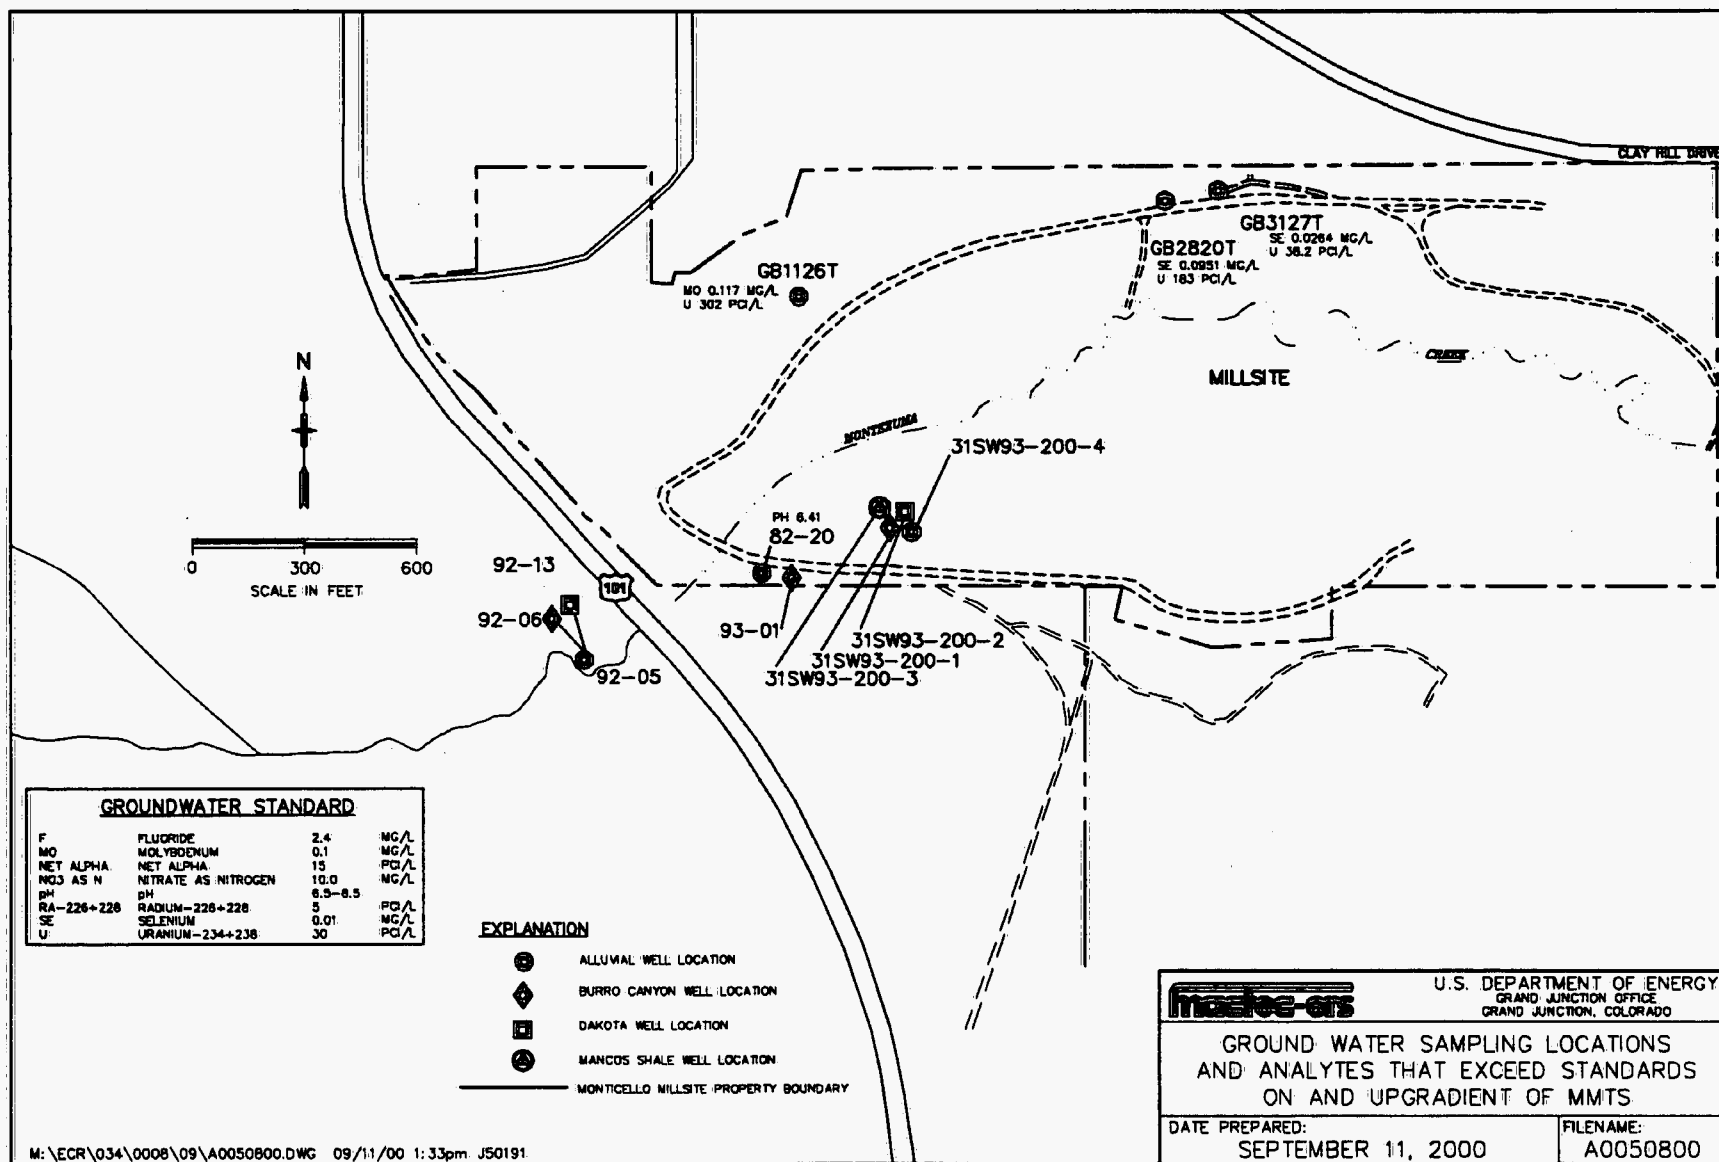 CLAY HILL DRIVE
GB3127T
SE 0.0264 MG/L
U 36.2 PCI/L
GB2820T
SE 0.0951 MG/L
U 183 PCI/L
GB1126T
MO 0.117 MG/L
U 302 PCI/L
CREEK
MILLSITE
N
MONTEZUMA
31SW93-200-4
PH 6.41
82-20
0 300 600
SCALE IN FEET
92-13
101
92-06
93-01
31SW93-200-2
31SW93-200-1
31SW93-200-3
92-05
GROUNDWATER STANDARD
F FLUORIDE 2.4 MG/L
MO MOLYBDENUM 0.1 MG/L
NET ALPHA NET ALPHA 15 PCI/L
NO3 AS N NITRATE AS NITROGEN 10.0 MG/L
pH pH 6.5-8.5
RA-226+228 RADIUM-226+228 5 PCI/L
SE SELENIUM 0.01 MG/L
U URANIUM-234+238 30 PCI/L
EXPLANATION
ALLUVIAL WELL LOCATION
BURRO CANYON WELL LOCATION
DAKOTA WELL LOCATION
MANCOS SHALE WELL LOCATION
MONTICELLO MILLSITE PROPERTY BOUNDARY
mactec-ers
U.S. DEPARTMENT OF ENERGY
GRAND JUNCTION OFFICE
GRAND JUNCTION, COLORADO
GROUND WATER SAMPLING LOCATIONS
AND ANALYTES THAT EXCEED STANDARDS
ON AND UPGRADIENT OF MMTS
DATE PREPARED:
SEPTEMBER 11, 2000
FILENAME:
A0050800
M:\ECR\034\0008\09\A0050800.DWG 09/11/00 1:33pm J50191